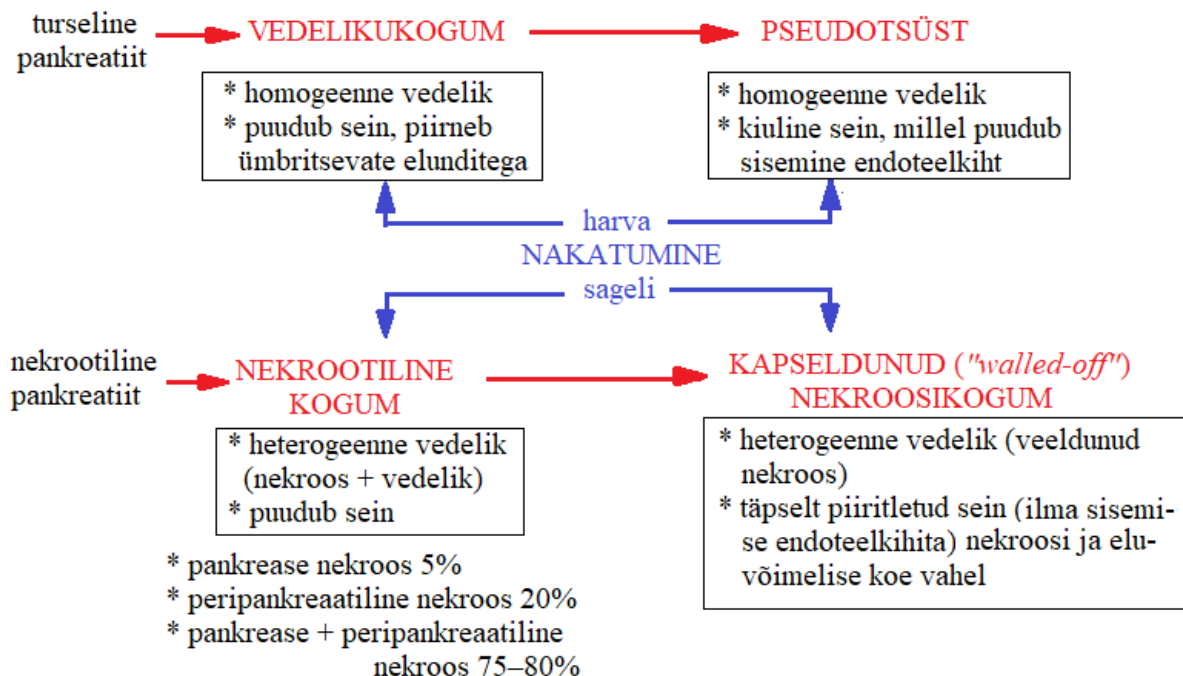 turseline
pankreatiit
VEDELIKUKOGUM
PSEUDOTSÜST
* homogeenne vedelik
* puudub sein, piirneb
ümbritsevate elunditega
* homogeenne vedelik
* kiuline sein, millel puudub
sisemine endoteelkiht
harva
NAKATUMINE
sageli
nekrootiline
pankreatiit
NEKROOTILINE
KOGUM
KAPSELDUNUD ("walled-off")
NEKROOSIKOGUM
* heterogeenne vedelik
(nekroos + vedelik)
* puudub sein
* heterogeenne vedelik (veeldunud
nekroos)
* täpselt piiritletud sein (ilma sisemi-
se endoteelkihita) nekroosi ja elu-
võimelise koe vahel
* pankrease nekroos 5%
* peripankreaatiline nekroos 20%
* pankrease + peripankreaatiline
nekroos 75–80%